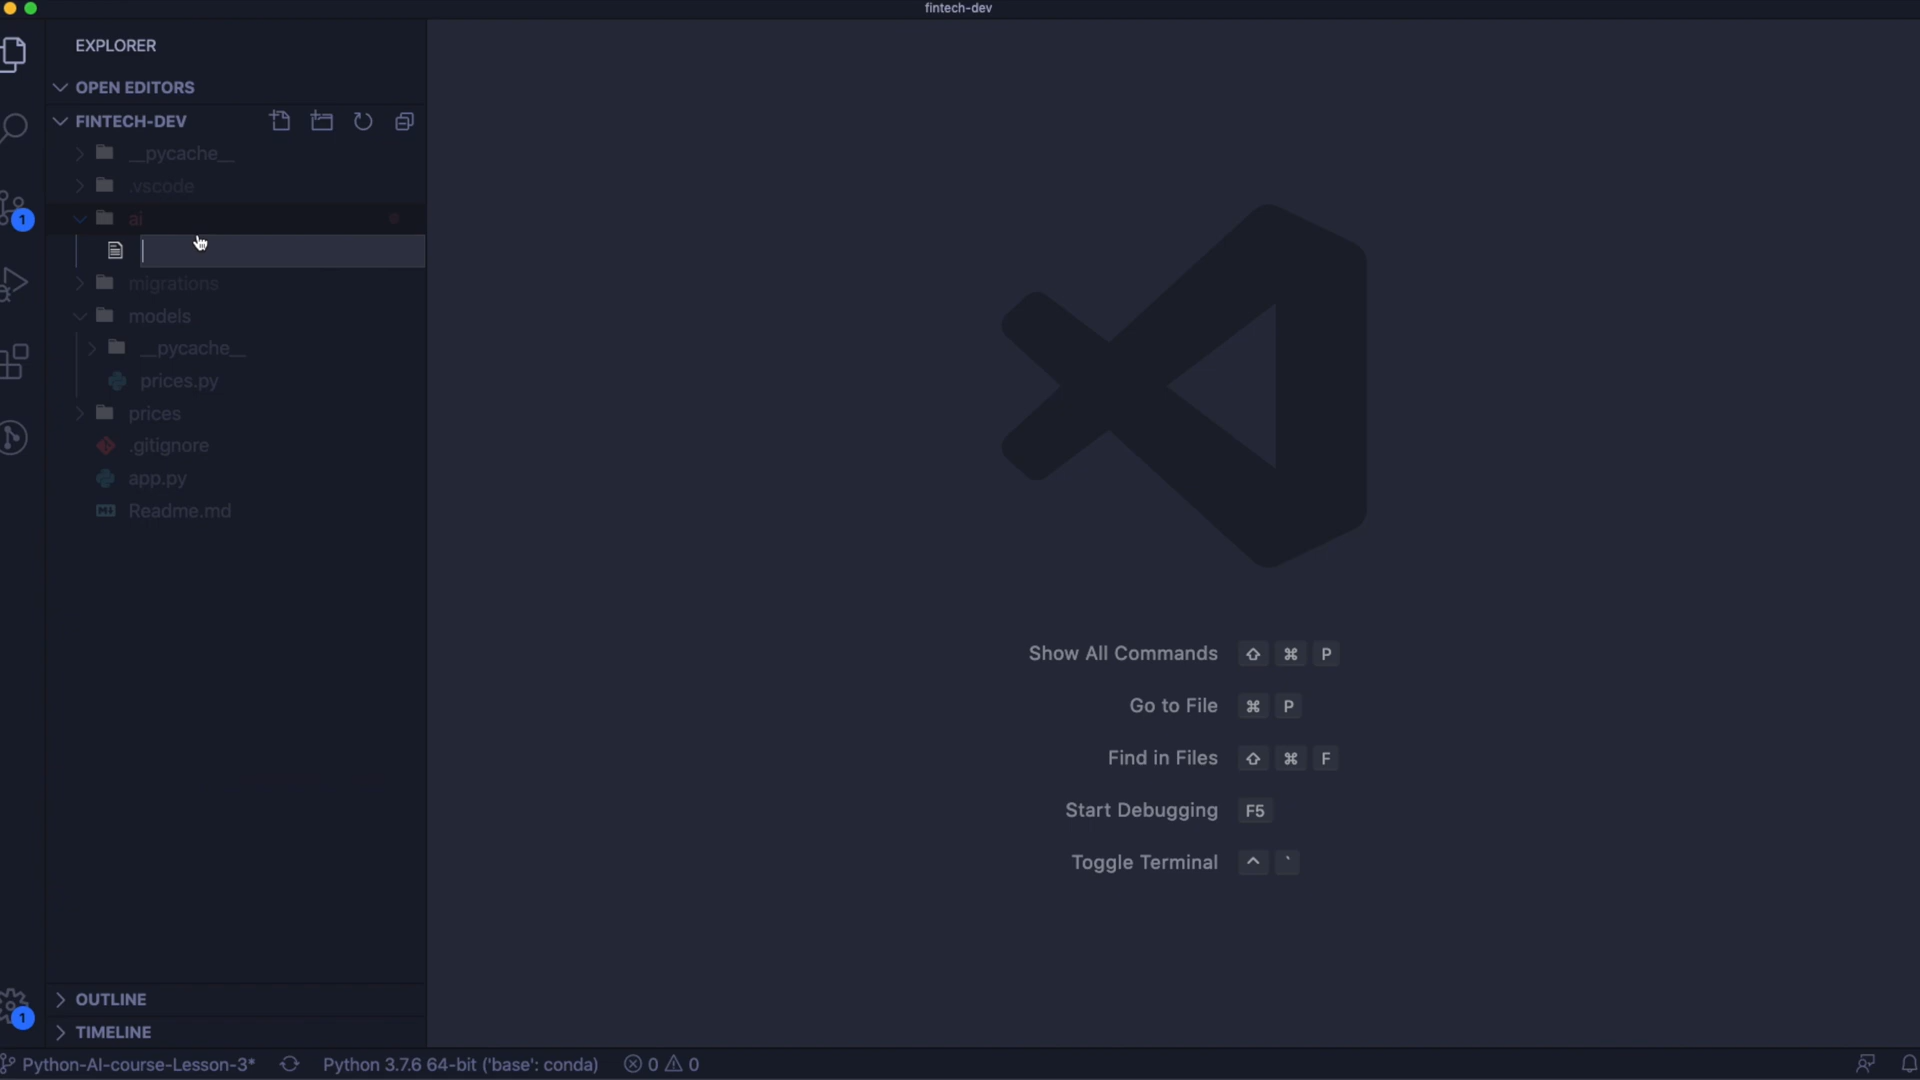 fintech-dev
EXPLORER
OPEN EDITORS
FINTECH-DEV
__pycache__
.vscode
ai
migrations
models
__pycache__
prices.py
prices
.gitignore
app.py
Readme.md
Show All Commands ⇧ ⌘ P
Go to File ⌘ P
Find in Files ⇧ ⌘ F
Start Debugging F5
Toggle Terminal ^ `
1
1
OUTLINE
TIMELINE
Python-AI-course-Lesson-3* Python 3.7.6 64-bit ('base': conda) 0 0